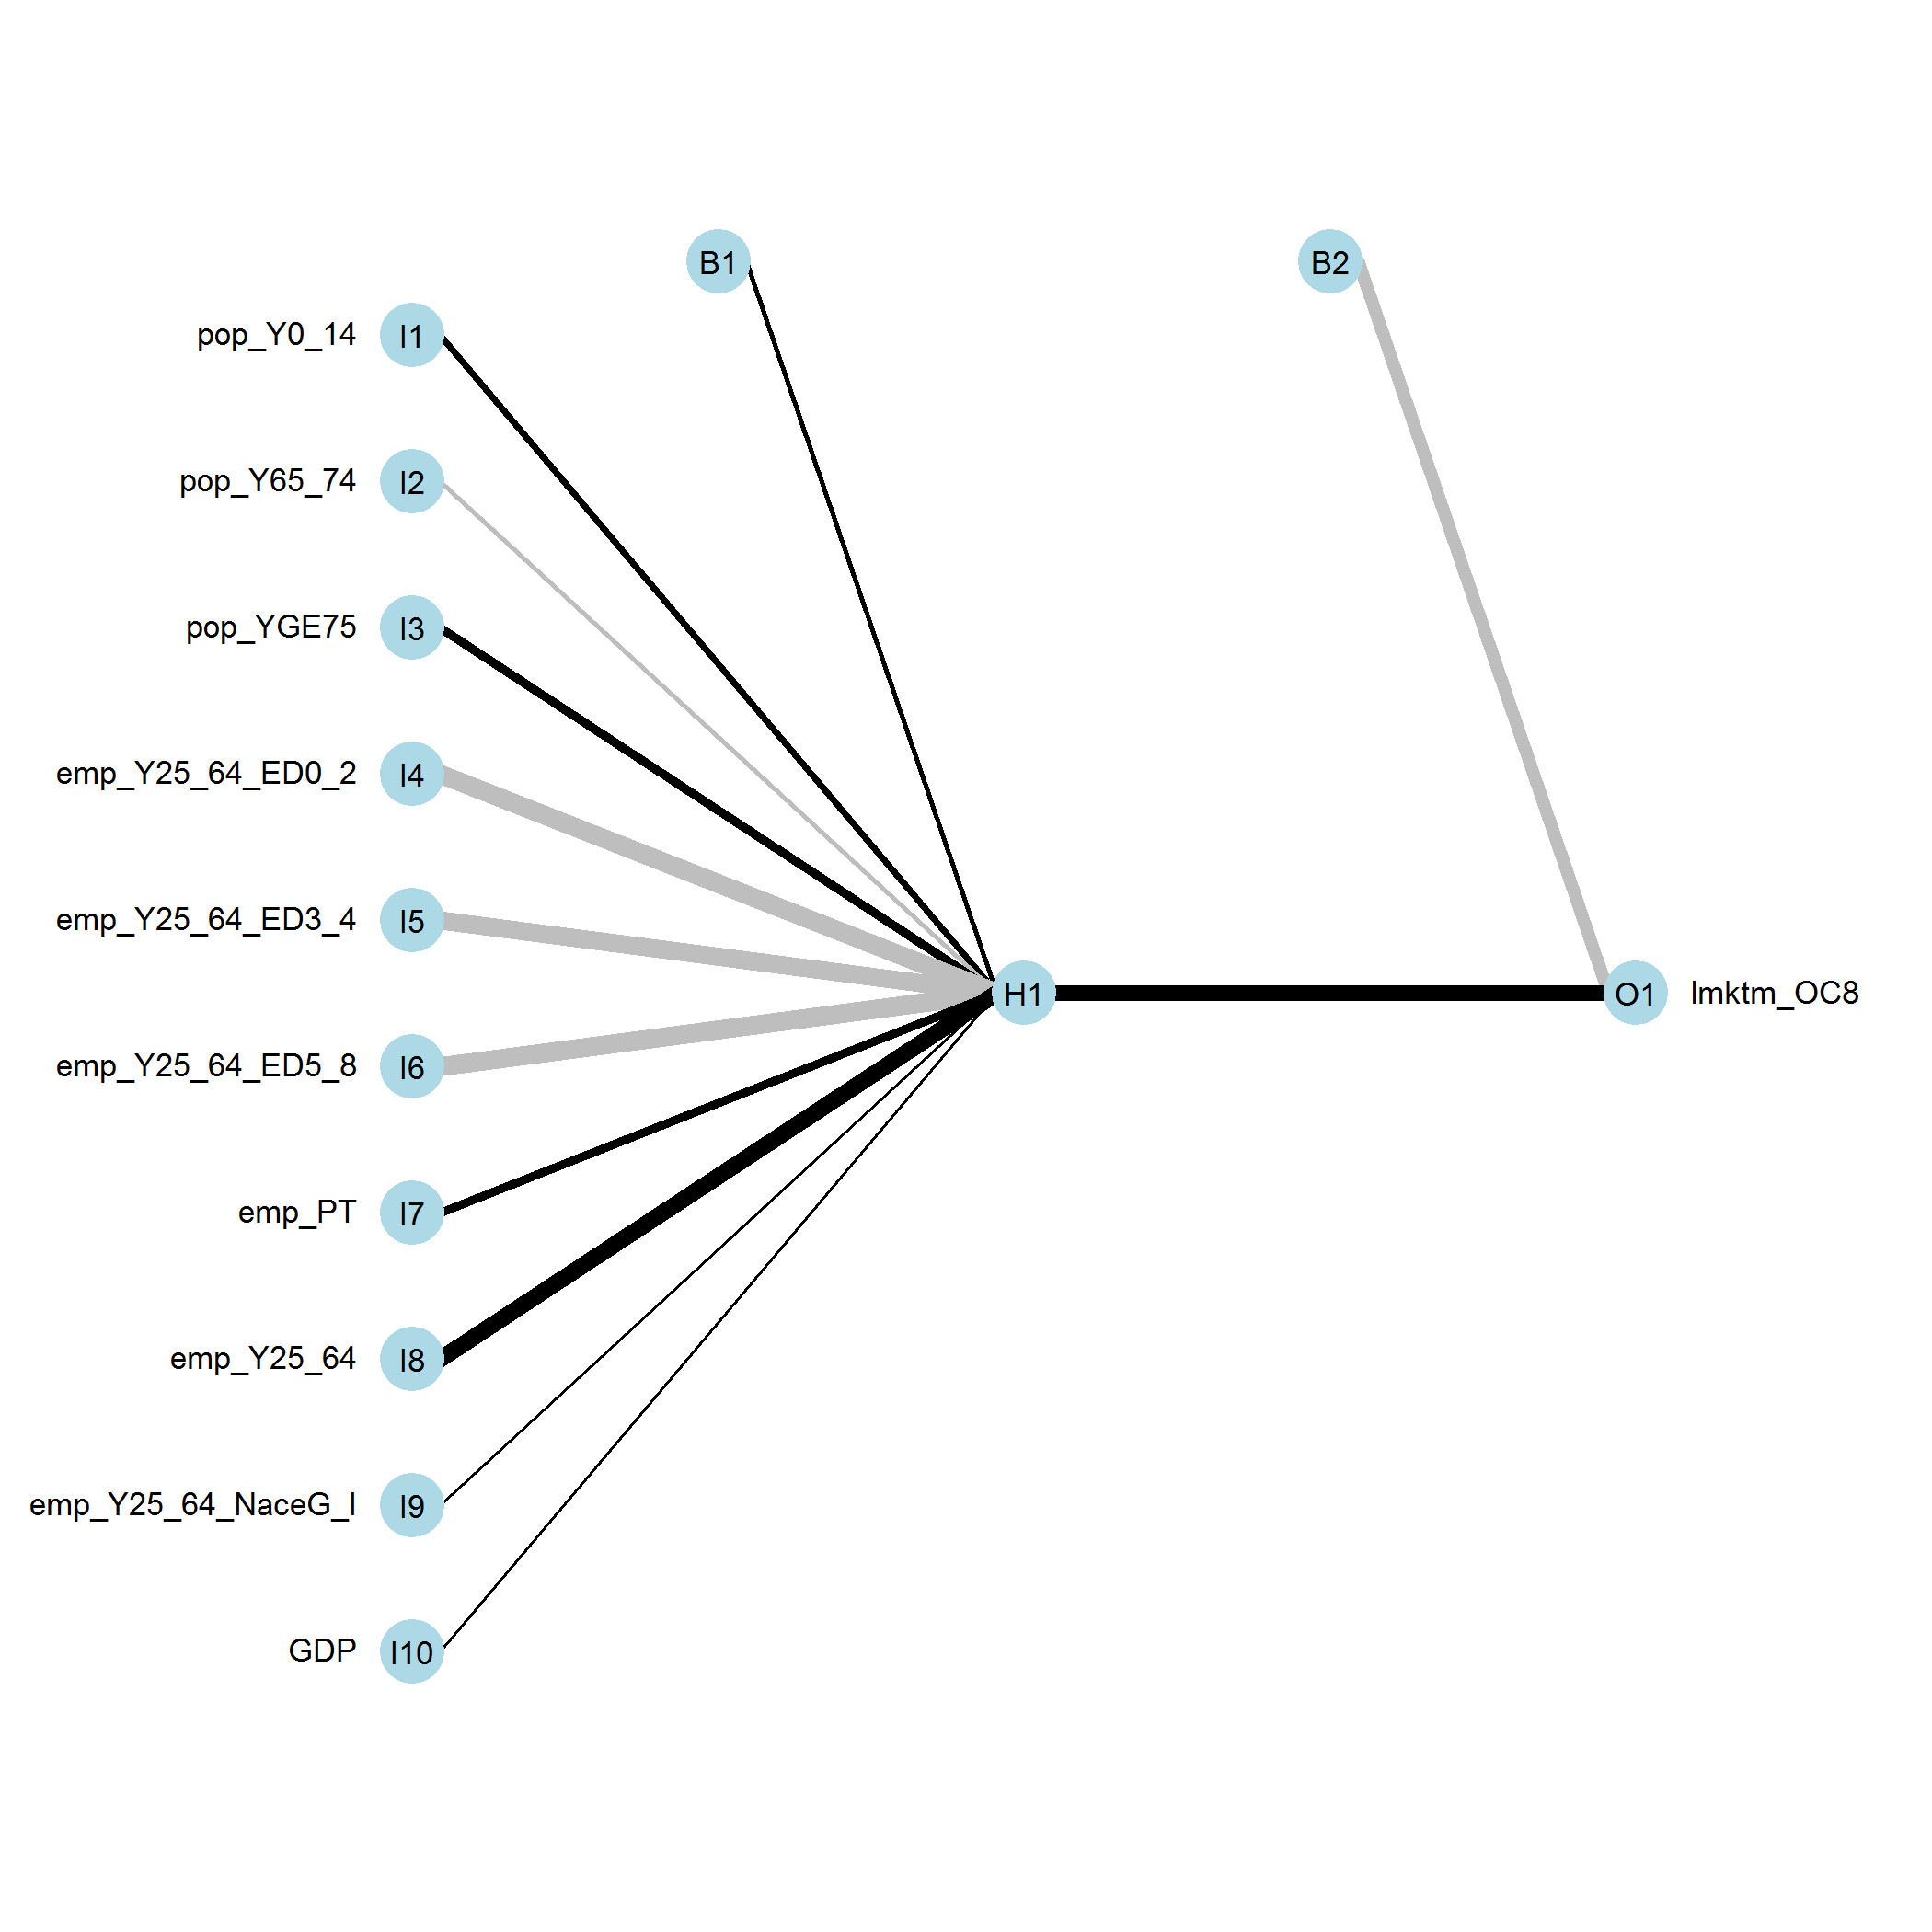 B1
B2
pop_Y0_14 I1
pop_Y65_74 I2
pop_YGE75 I3
emp_Y25_64_ED0_2 I4
emp_Y25_64_ED3_4 I5
H1 O1 lmktm_OC8
emp_Y25_64_ED5_8 I6
emp_PT I7
emp_Y25_64 I8
emp_Y25_64_NaceG_I I9
GDP I10